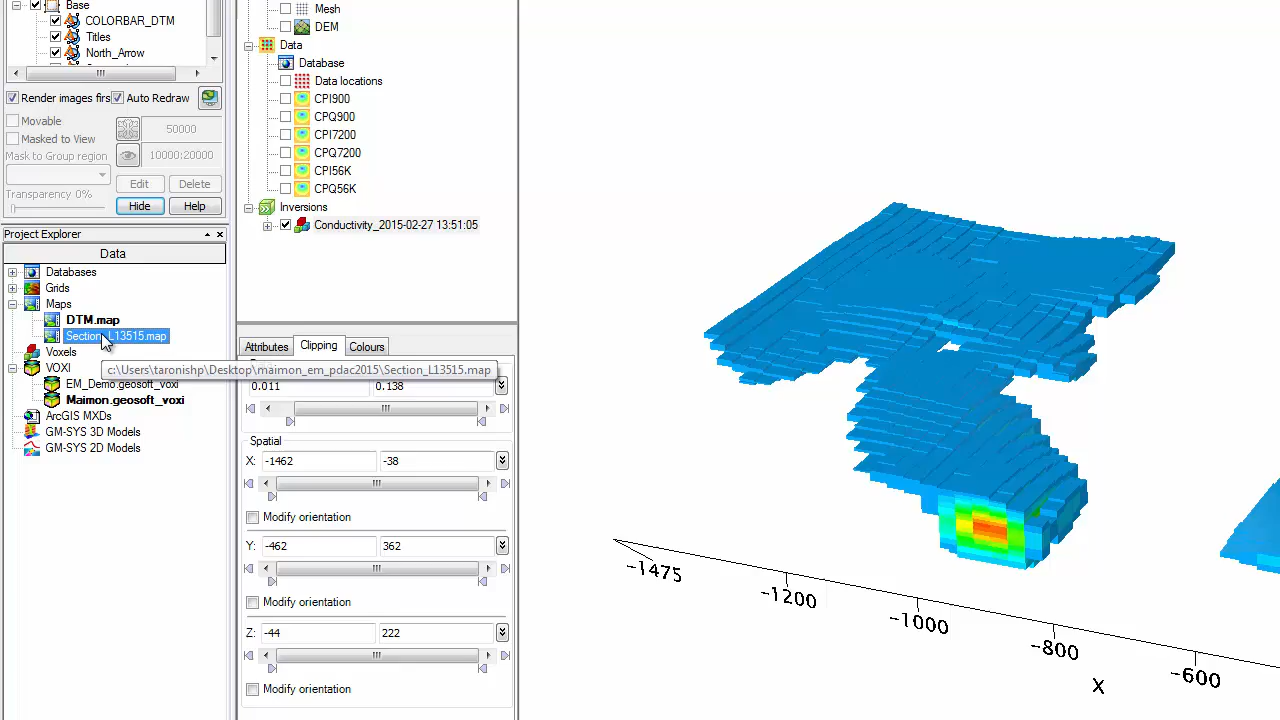 Base
COLORBAR_DTM
Titles
North_Arrow
Render images firs
Auto Redraw
Movable
50000
Masked to View
Mask to Group region
10000:20000
Transparency 0%
Edit
Delete
Hide
Help
Project Explorer
Data
Databases
Grids
Maps
DTM.map
Section_L13515.map
Voxels
VOXI
EM_Demo.geosoft_voxi
Maimon.geosoft_voxi
ArcGIS MXDs
GM-SYS 3D Models
GM-SYS 2D Models
c:\Users\taronishp\Desktop\maimon_em_pdac2015\Section_L13515.map
Mesh
DEM
Data
Database
Data locations
CPI900
CPQ900
CPI7200
CPQ7200
CPI56K
CPQ56K
Inversions
Conductivity_2015-02-27 13:51:05
Attributes
Clipping
Colours
0.011
0.138
Spatial
X: -1462 -38
Modify orientation
Y: -462 362
Modify orientation
Z: -44 222
Modify orientation
-1475
-1200
-1000
-800
-600
X